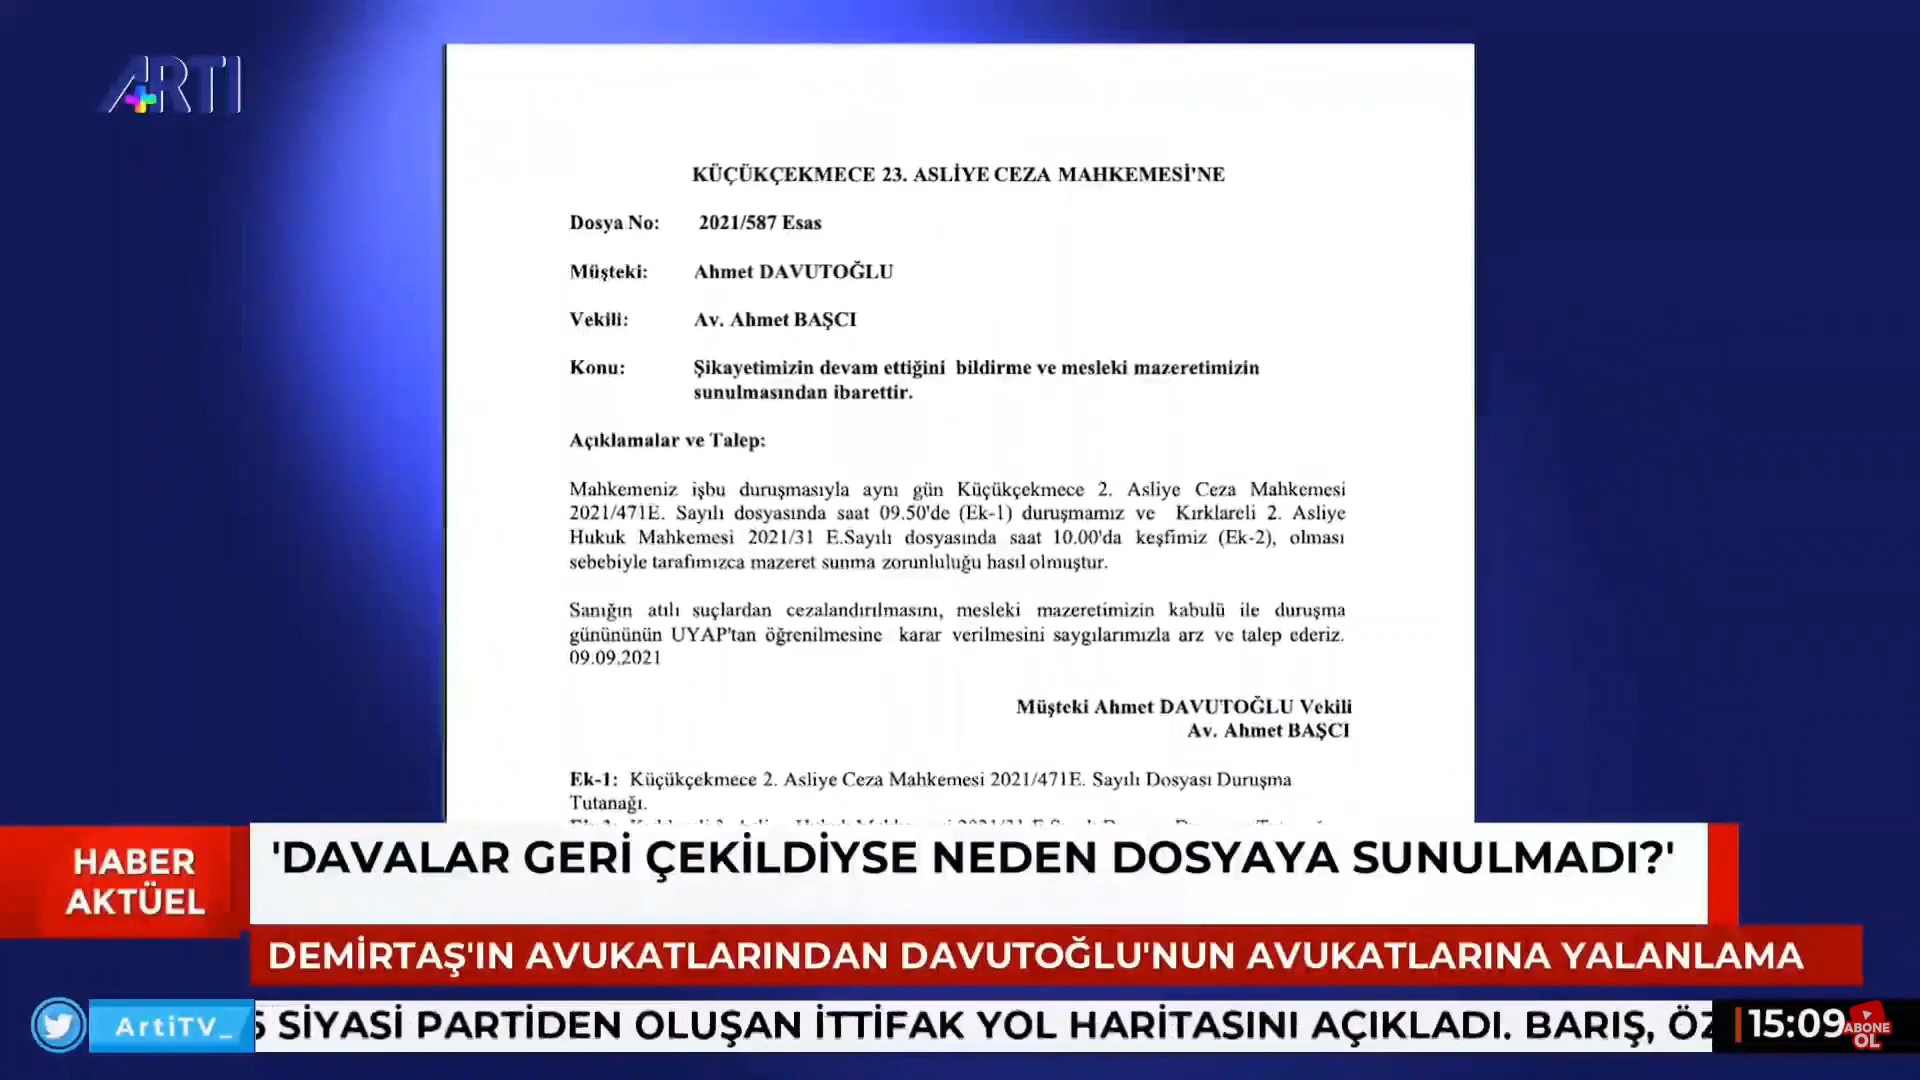 ARTI
KÜÇÜKÇEKMECE 23. ASLİYE CEZA MAHKEMESİ'NE
Dosya No: 2021/587 Esas
Müşteki: Ahmet DAVUTOĞLU
Vekili: Av. Ahmet BAŞCI
Konu: Şikayetimizin devam ettiğini bildirme ve mesleki mazeretimizin
sunulmasından ibarettir.
Açıklamalar ve Talep:
Mahkemeniz işbu duruşmasıyla aynı gün Küçükçekmece 2. Asliye Ceza Mahkemesi
2021/471E. Sayılı dosyasında saat 09.50'de (Ek-1) duruşmamız ve Kırklareli 2. Asliye
Hukuk Mahkemesi 2021/31 E.Sayılı dosyasında saat 10.00'da keşfimiz (Ek-2), olması
sebebiyle tarafımızca mazeret sunma zorunluluğu hasıl olmuştur.
Sanığın atılı suçlardan cezalandırılmasını, mesleki mazeretimizin kabulü ile duruşma
gününün​ün UYAP'tan öğrenilmesine karar verilmesini saygılarımızla arz ve talep ederiz.
09.09.2021
Müşteki Ahmet DAVUTOĞLU Vekili
Av. Ahmet BAŞCI
Ek-1: Küçükçekmece 2. Asliye Ceza Mahkemesi 2021/471E. Sayılı Dosyası Duruşma
Tutanağı.
HABER
AKTÜEL
'DAVALAR GERİ ÇEKİLDİYSE NEDEN DOSYAYA SUNULMADI?'
DEMİRTAŞ'IN AVUKATLARINDAN DAVUTOĞLU'NUN AVUKATLARINA YALANLAMA
ArtiTV_
SİYASİ PARTİDEN OLUŞAN İTTİFAK YOL HARİTASINI AÇIKLADI. BARIŞ, ÖZ
15:09
ABONE
OL